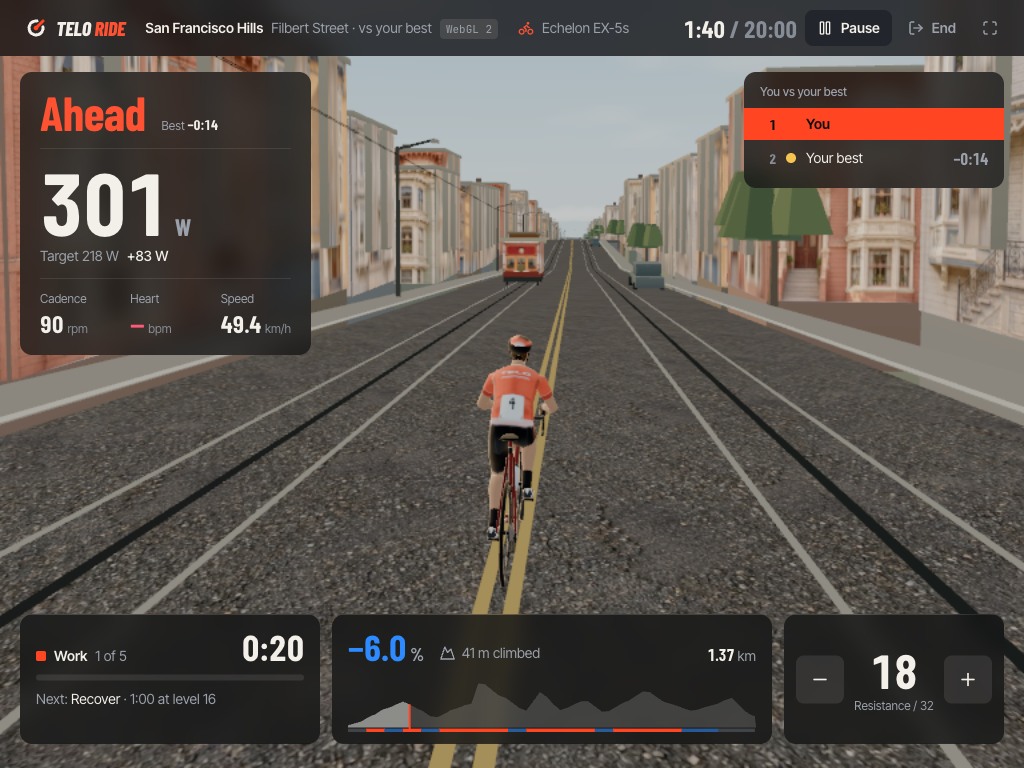 TELO RIDE San Francisco Hills Filbert Street · vs your best WebGL 2 Echelon EX-5s 1:40 / 20:00 Pause End
Ahead Best −0:14
301 W
Target 218 W +83 W
Cadence Heart Speed
90 rpm – bpm 49.4 km/h
You vs your best
1 You
2 Your best −0:14
TELO
4
Work 1 of 5 0:20
Next: Recover · 1:00 at level 16
−6.0 % 41 m climbed 1.37 km
− 18 +
Resistance / 32